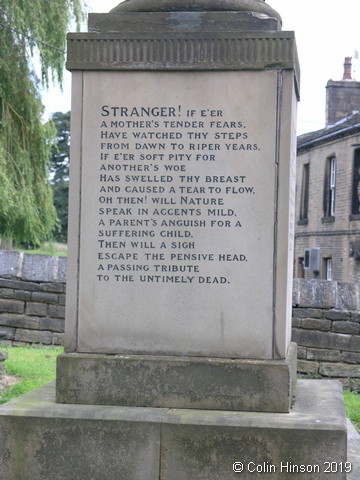 STRANGER! IF E'ER
A MOTHER'S TENDER FEARS,
HAVE WATCHED THY STEPS
FROM DAWN TO RIPER YEARS,
IF E'ER SOFT PITY FOR
ANOTHER'S WOE
HAS SWELLED THY BREAST
AND CAUSED A TEAR TO FLOW,
OH THEN! WILL NATURE
SPEAK IN ACCENTS MILD,
A PARENT'S ANGUISH FOR A
SUFFERING CHILD,
THEN WILL A SIGH
ESCAPE THE PENSIVE HEAD,
A PASSING TRIBUTE
TO THE UNTIMELY DEAD.
©Colin Hinson 2019